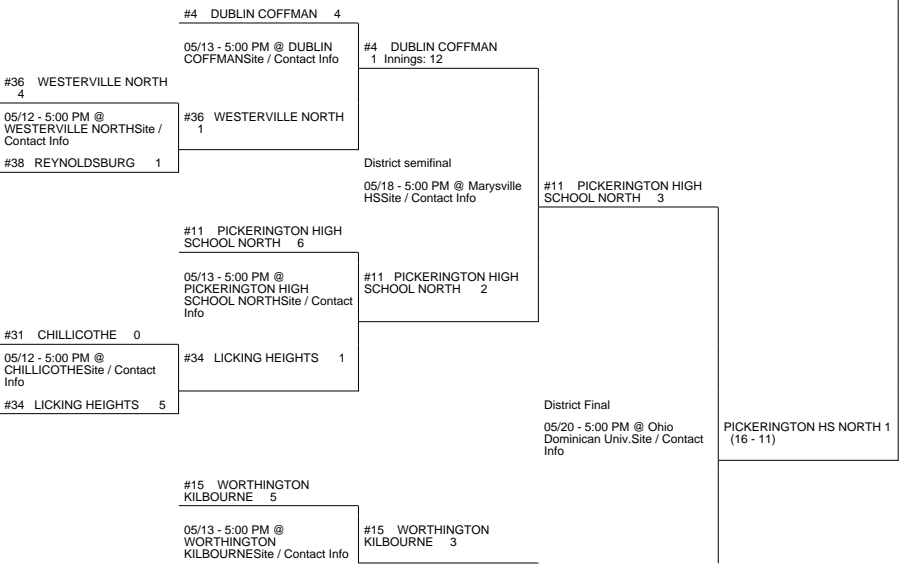 #4 DUBLIN COFFMAN 4
05/13 - 5:00 PM @ DUBLIN
COFFMANSite / Contact Info
#4 DUBLIN COFFMAN
1 Innings: 12
#36 WESTERVILLE NORTH
4
05/12 - 5:00 PM @
WESTERVILLE NORTHSite /
Contact Info
#36 WESTERVILLE NORTH
1
#38 REYNOLDSBURG 1
District semifinal
05/18 - 5:00 PM @ Marysville
HSSite / Contact Info
#11 PICKERINGTON HIGH
SCHOOL NORTH 3
#11 PICKERINGTON HIGH
SCHOOL NORTH 6
05/13 - 5:00 PM @
PICKERINGTON HIGH
SCHOOL NORTHSite / Contact
Info
#11 PICKERINGTON HIGH
SCHOOL NORTH 2
#31 CHILLICOTHE 0
05/12 - 5:00 PM @
CHILLICOTHESite / Contact
Info
#34 LICKING HEIGHTS 1
#34 LICKING HEIGHTS 5
District Final
05/20 - 5:00 PM @ Ohio
Dominican Univ.Site / Contact
Info
PICKERINGTON HS NORTH 1
(16 - 11)
#15 WORTHINGTON
KILBOURNE 5
05/13 - 5:00 PM @
WORTHINGTON
KILBOURNESite / Contact Info
#15 WORTHINGTON
KILBOURNE 3